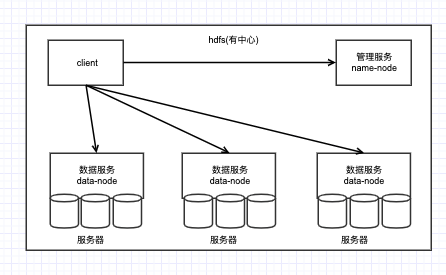 hdfs(有中心)
client
管理服务
name-node
数据服务
data-node
数据服务
data-node
数据服务
data-node
服务器
服务器
服务器